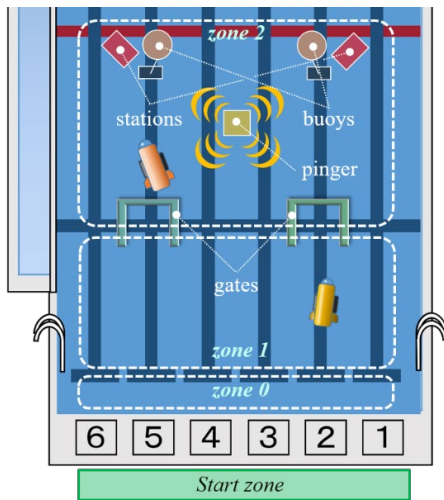 zone 2
stations
buoys
pinger
gates
zone 1
zone 0
6 5 4 3 2 1
Start zone